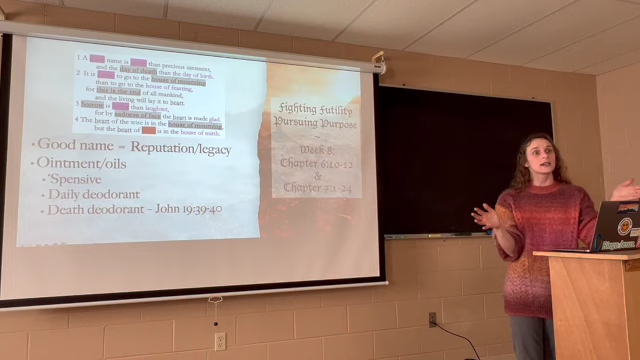 1 A name is than precious ointment,
and the day of death than the day of birth.
2 It is to go to the house of mourning
than to go to the house of feasting,
for this is the end of all mankind,
and the living will lay it to heart.
3 Sorrow is than laughter,
for by sadness of face the heart is made glad.
4 The heart of the wise is in the house of mourning,
but the heart of is in the house of mirth.
• Good name = Reputation/legacy
• Ointment/oils
• 'Spensive
• Daily deodorant
• Death deodorant – John 19:39-40
Fighting Futility
Pursuing Purpose
~
Week 8:
Chapter 6:10-12
&
Chapter 7:1-24